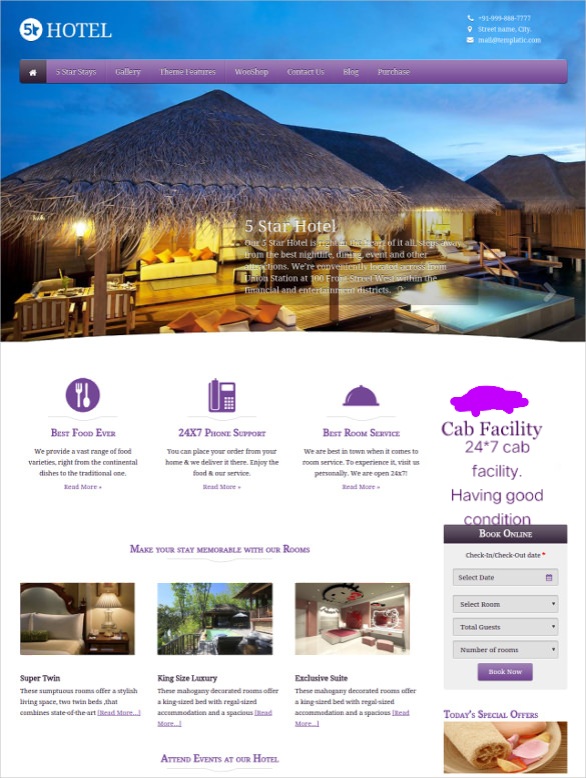 5 HOTEL
+91-999-888-7777
Street name, City.
mail@templatic.com
5 Star Stays Gallery Theme Features WooShop Contact Us Blog Purchase
5 Star Hotel
Our 5 Star Hotel is right in the heart of it all, steps away
from the best nightlife, dining, event and other
attractions. We're conveniently located across from
Union Station at 100 Front Street West within the
financial and entertainment districts.
Best Food Ever
We provide a vast range of food
varieties, right from the continental
dishes to the traditional one.
Read More »
24X7 Phone Support
You can place your order from your
home & we deliver it there. Enjoy the
food & our service.
Read More »
Best Room Service
We are best in town when it comes to
room service. To experience it, visit us
personally. We are open 24x7!
Read More »
Cab Facility
24*7 cab
facility.
Having good
condition
Book Online
Check-In/Check-Out date *
Select Date
Select Room
Total Guests
Number of rooms
Book Now
Make your stay memorable with our Rooms
Super Twin
These sumptuous rooms offer a stylish
living space, two twin beds ,that
combines state-of-the-art [Read More...]
King Size Luxury
These mahogany decorated rooms offer
a king-sized bed with regal-sized
accommodation and a spacious [Read
More...]
Exclusive Suite
These mahogany decorated rooms offer
a king-sized bed with regal-sized
accommodation and a spacious [Read
More...]
Today's Special Offers
Attend Events at our Hotel